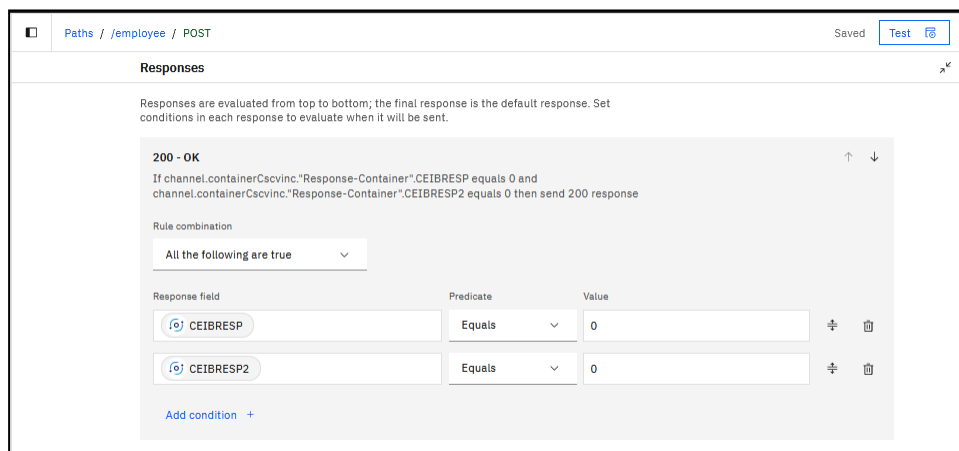 Paths / /employee / POST
Saved
Test
Responses
Responses are evaluated from top to bottom; the final response is the default response. Set
conditions in each response to evaluate when it will be sent.
200 - OK
If channel.containerCscvinc."Response-Container".CEIBRESP equals 0 and
channel.containerCscvinc."Response-Container".CEIBRESP2 equals 0 then send 200 response
Rule combination
All the following are true
Response field Predicate Value
CEIBRESP Equals 0
CEIBRESP2 Equals 0
Add condition +